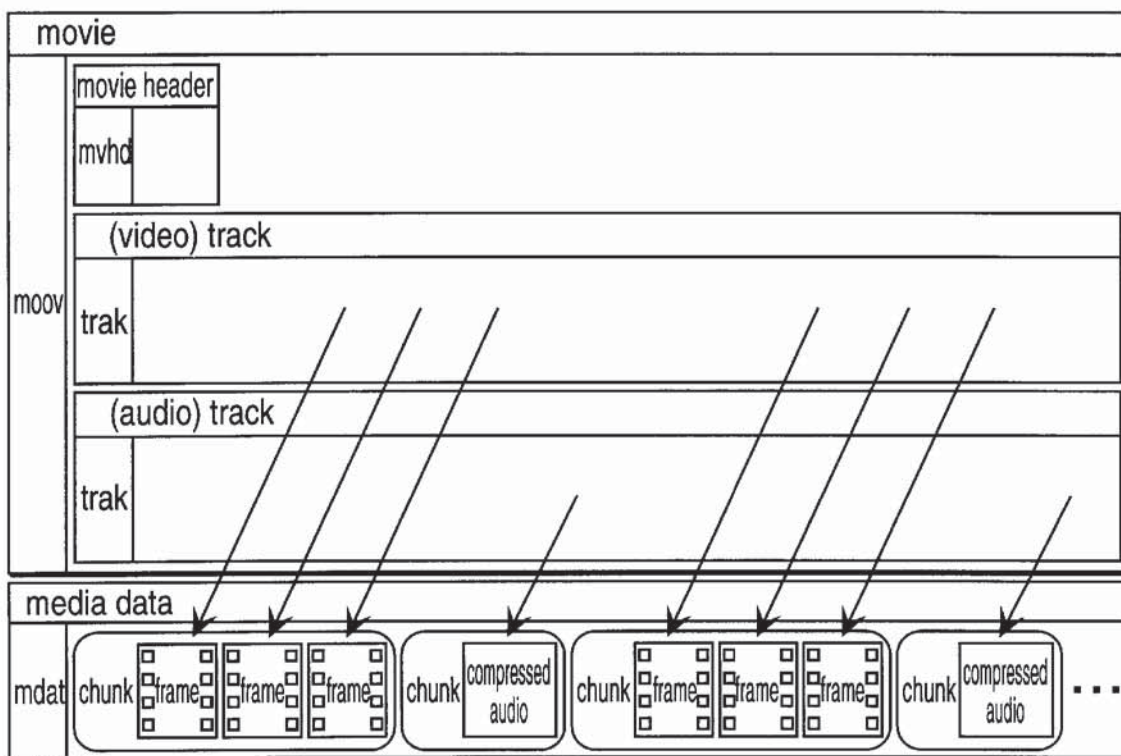 movie
movie header
mvhd
(video) track
moov
trak
(audio) track
trak
media data
mdat
chunk
frame
frame
frame
chunk
compressed
audio
chunk
frame
frame
frame
chunk
compressed
audio
...